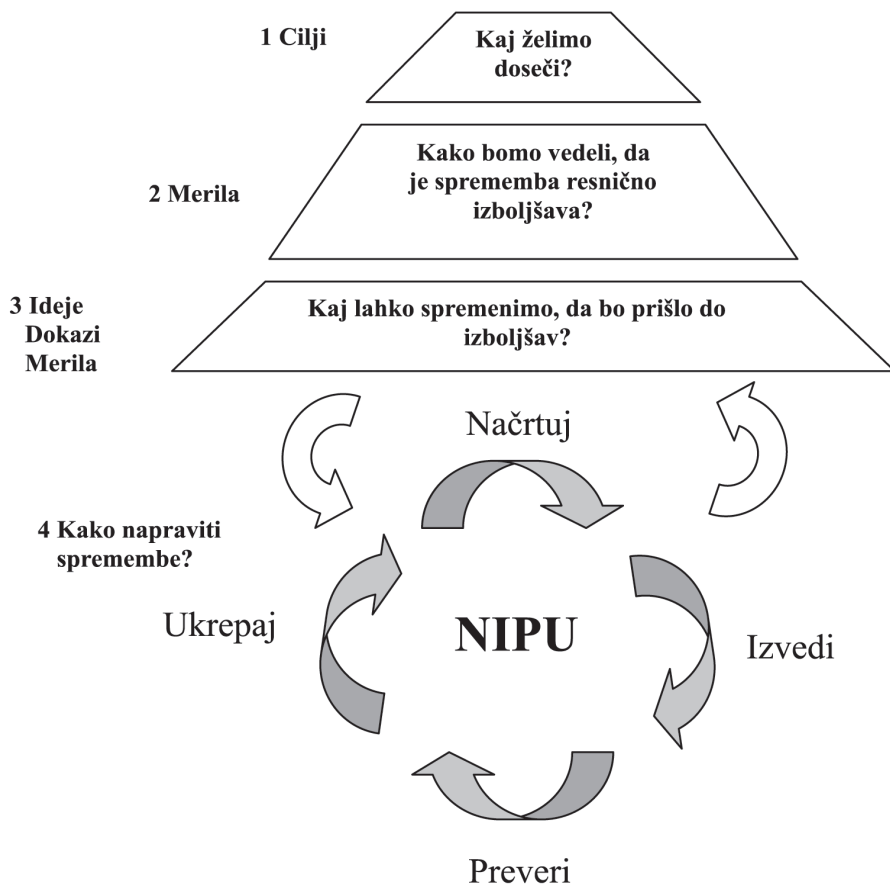 1 Cilji
Kaj želimo
doseči?
2 Merila
Kako bomo vedeli, da
je sprememba resnično
izboljšava?
3 Ideje
Dokazi
Merila
Kaj lahko spremenimo, da bo prišlo do
izboljšav?
Načrtuj
4 Kako napraviti
spremembe?
Ukrepaj
NIPU
Izvedi
Preveri